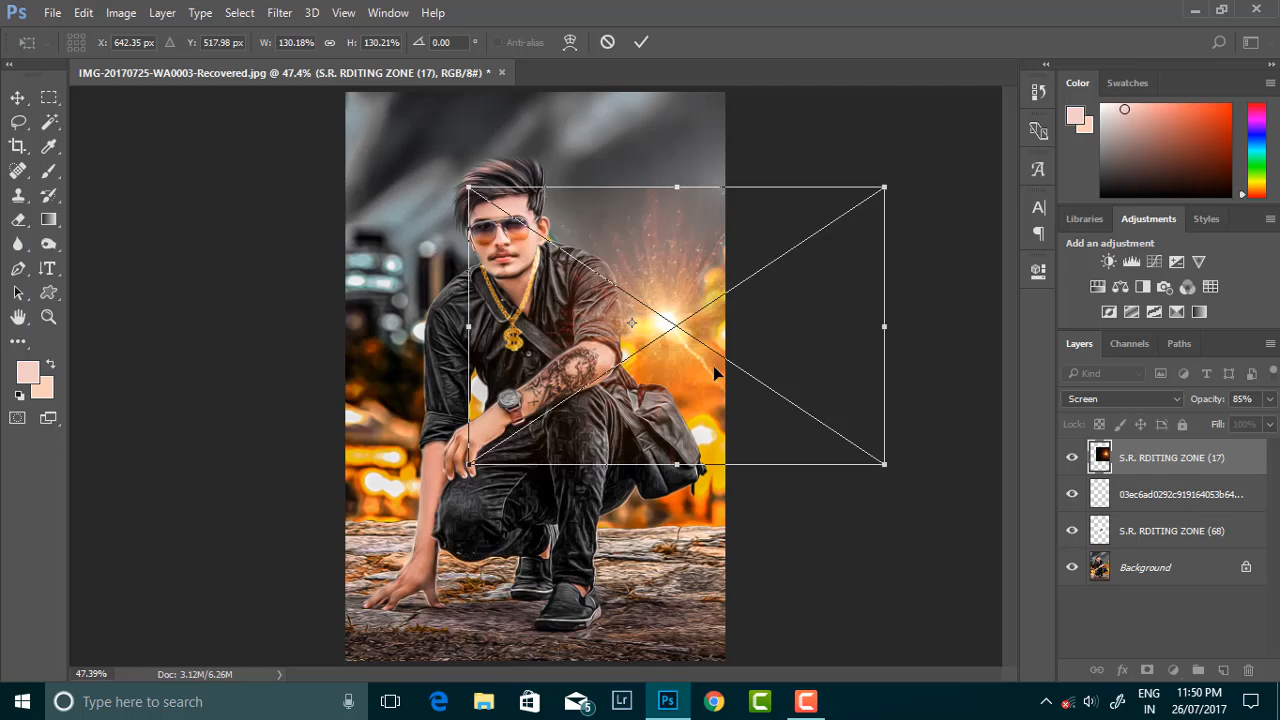 Ps File Edit Image Layer Type Select Filter 3D View Window Help
X: 642.35 px Y: 517.98 px W: 130.18% H: 130.21% 0.00 ° Anti-alias
IMG-20170725-WA0003-Recovered.jpg @ 47.4% (S.R. RDITING ZONE (17), RGB/8#) * ×
Color Swatches
Libraries Adjustments Styles
Add an adjustment
Layers Channels Paths
Kind
Screen Opacity: 85%
Lock: Fill: 100%
S.R. RDITING ZONE (17)
03ec6ad0292c919164053b64...
S.R. RDITING ZONE (68)
Background
47.39% Doc: 3.12M/6.26M
Type here to search
5
Lr
Ps
C
C
ENG
IN
11:50 PM
26/07/2017